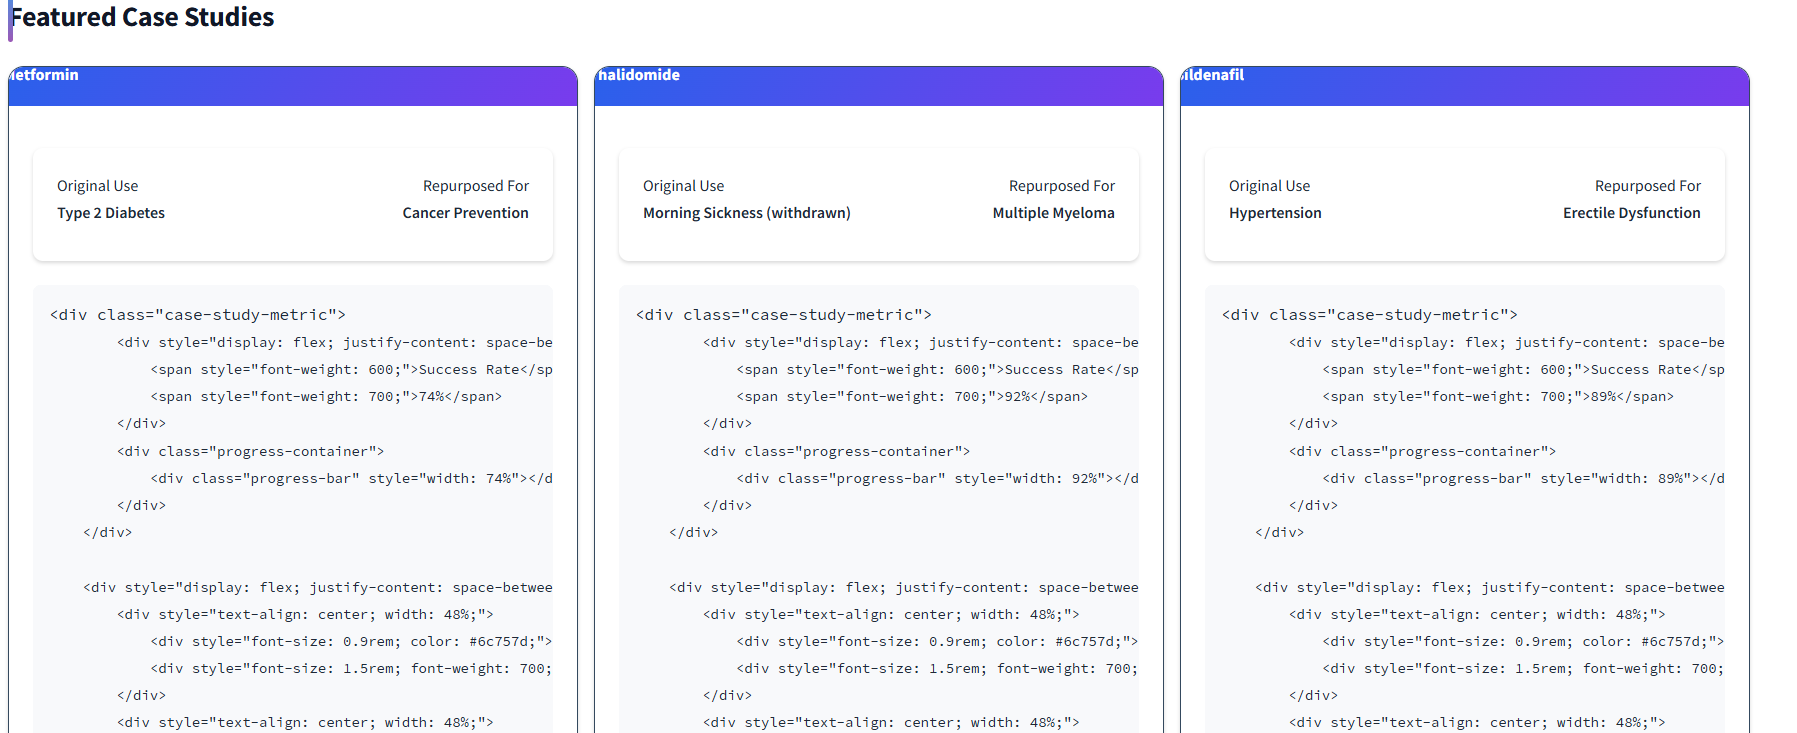 Featured Case Studies
etformin
Original Use Repurposed For
Type 2 Diabetes Cancer Prevention
<div class="case-study-metric">
<div style="display: flex; justify-content: space-be
<span style="font-weight: 600;">Success Rate</sp
<span style="font-weight: 700;">74%</span>
</div>
<div class="progress-container">
<div class="progress-bar" style="width: 74%"></d
</div>
</div>
<div style="display: flex; justify-content: space-betwee
<div style="text-align: center; width: 48%;">
<div style="font-size: 0.9rem; color: #6c757d;">
<div style="font-size: 1.5rem; font-weight: 700;
</div>
<div style="text-align: center; width: 48%;">
halidomide
Original Use Repurposed For
Morning Sickness (withdrawn) Multiple Myeloma
<div class="case-study-metric">
<div style="display: flex; justify-content: space-be
<span style="font-weight: 600;">Success Rate</sp
<span style="font-weight: 700;">92%</span>
</div>
<div class="progress-container">
<div class="progress-bar" style="width: 92%"></d
</div>
</div>
<div style="display: flex; justify-content: space-betwee
<div style="text-align: center; width: 48%;">
<div style="font-size: 0.9rem; color: #6c757d;">
<div style="font-size: 1.5rem; font-weight: 700;
</div>
<div style="text-align: center; width: 48%;">
ildenafil
Original Use Repurposed For
Hypertension Erectile Dysfunction
<div class="case-study-metric">
<div style="display: flex; justify-content: space-be
<span style="font-weight: 600;">Success Rate</sp
<span style="font-weight: 700;">89%</span>
</div>
<div class="progress-container">
<div class="progress-bar" style="width: 89%"></d
</div>
</div>
<div style="display: flex; justify-content: space-betwee
<div style="text-align: center; width: 48%;">
<div style="font-size: 0.9rem; color: #6c757d;">
<div style="font-size: 1.5rem; font-weight: 700;
</div>
<div style="text-align: center; width: 48%;">